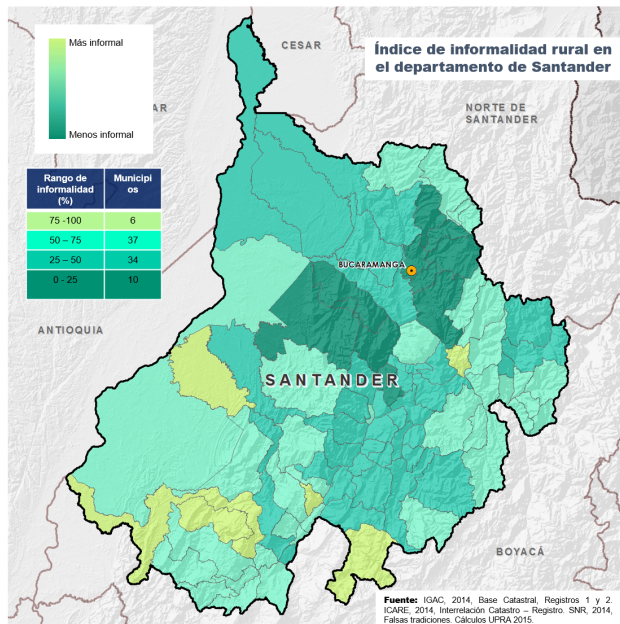 Índice de informalidad rural en
el departamento de Santander
Más informal
Menos informal
Rango de
informalidad
(%)
Municipi
os
75 -100 6
50 – 75 37
25 – 50 34
0 - 25 10
CESAR
AR
NORTE DE
SANTANDER
BUCARAMANGA
ANTIOQUIA
SANTANDER
BOYACÁ
Fuente: IGAC, 2014, Base Catastral, Registros 1 y 2.
ICARE, 2014, Interrelación Catastro – Registro. SNR, 2014,
Falsas tradiciones. Cálculos UPRA 2015.